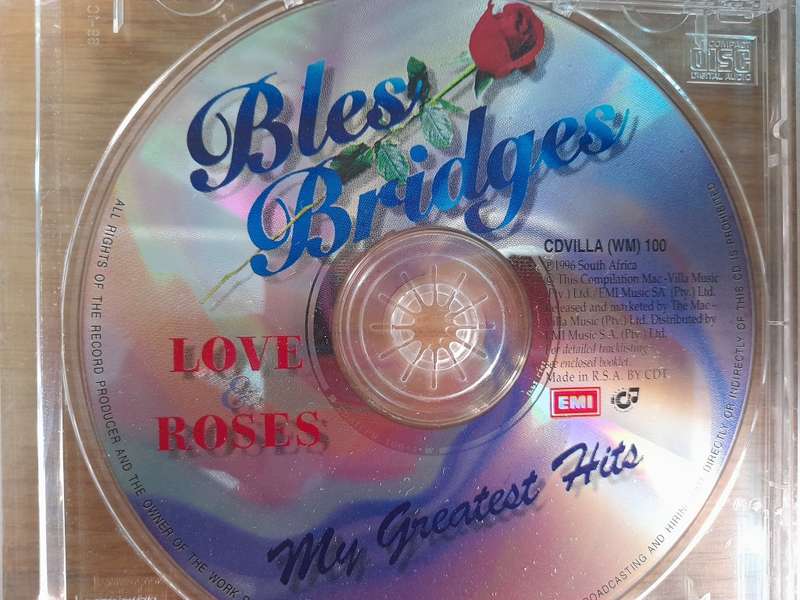 Bles
Bridges
COMPACT
disc
DIGITAL AUDIO
CDVILLA (WM) 100
℗1996 South Africa
© This Compilation Mac-Villa Music
(Pty.) Ltd./EMI Music SA (Pty.) Ltd.
Released and marketed by The Mac-
Villa Music (Pty.) Ltd. Distributed by
EMI Music S.A. (Pty.) Ltd.
For detailed tracklisting
see enclosed booklet.
Made in R.S.A. BY CDT
EMI
LOVE
&
ROSES
My Greatest Hits
ALL RIGHTS OF THE RECORD PRODUCER AND THE OWNER OF THE WORK
BROADCASTING AND HIRING
DIRECTLY OR INDIRECTLY OF THIS CD IS PROHIBITED